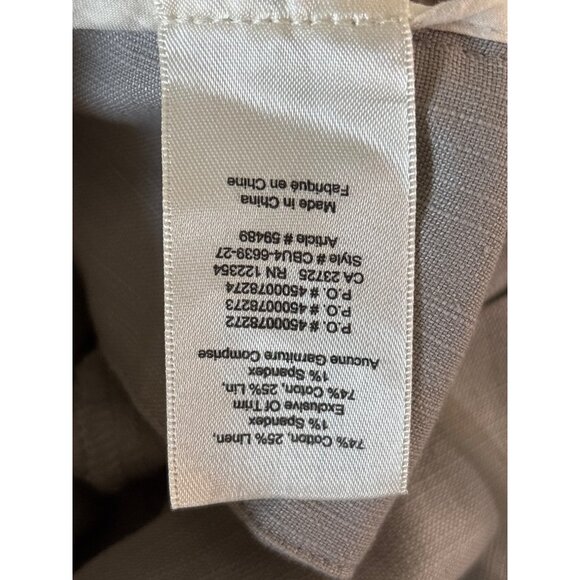 74% Cotton, 25% Linen,
1% Spandex
Exclusive Of Trim
74% Coton, 25% Lin,
1% Spandex
Aucune Garniture Comprise
P.O. # 4500078272
P.O. # 4500078273
P.O. # 4500078274
CA 23725 RN 122354
Style # CBU4-6639-27
Article # 59489
Made in China
Fabriqué en Chine